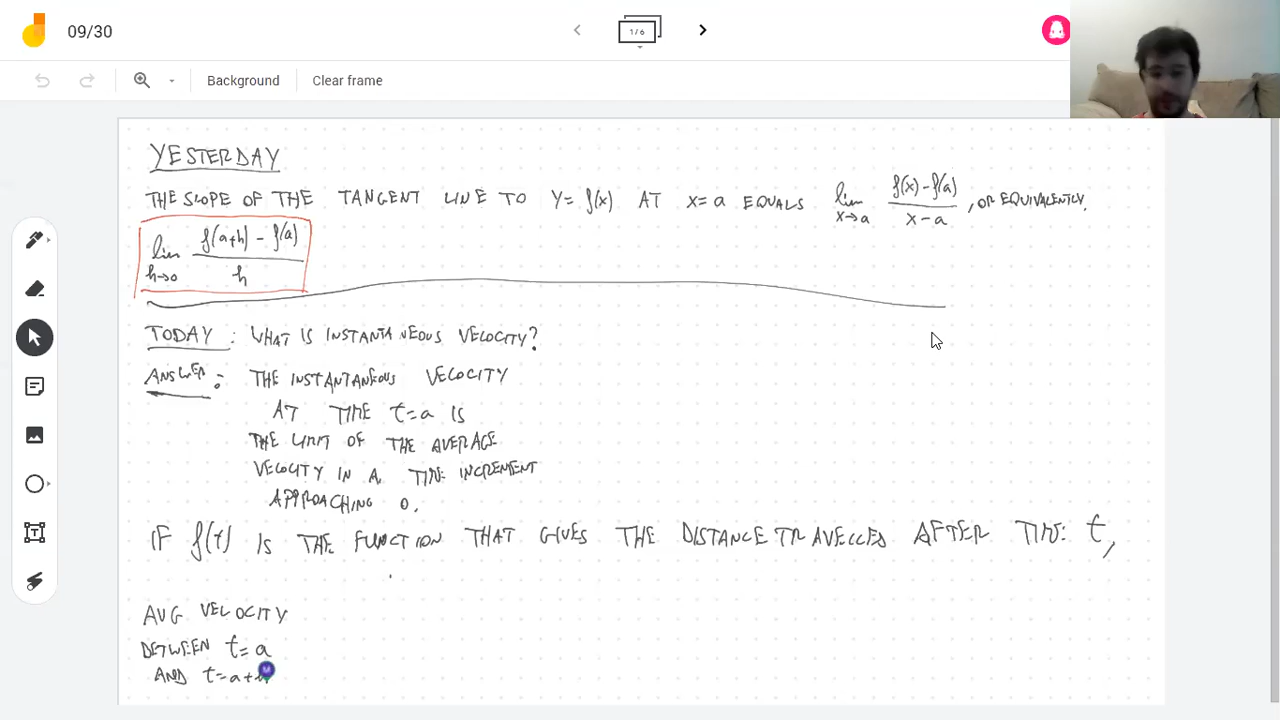 09/30
1/6
Background
Clear frame
YESTERDAY
THE SLOPE OF THE TANGENT LINE TO Y = f(x) AT X=a EQUALS lim x→a f(x)-f(a) / x-a , OR EQUIVALENTLY,
lim h→0 f(a+h) - f(a) / h
TODAY : WHAT IS INSTANTANEOUS VELOCITY?
ANSWER : THE INSTANTANEOUS VELOCITY
AT TIME t=a IS
THE LIMIT OF THE AVERAGE
VELOCITY IN A TIME INCREMENT
APPROACHING 0.
IF f(t) IS THE FUNCTION THAT GIVES THE DISTANCE TRAVELLED AFTER TIME t,
AVG VELOCITY
BETWEEN t=a
AND t=a+
M